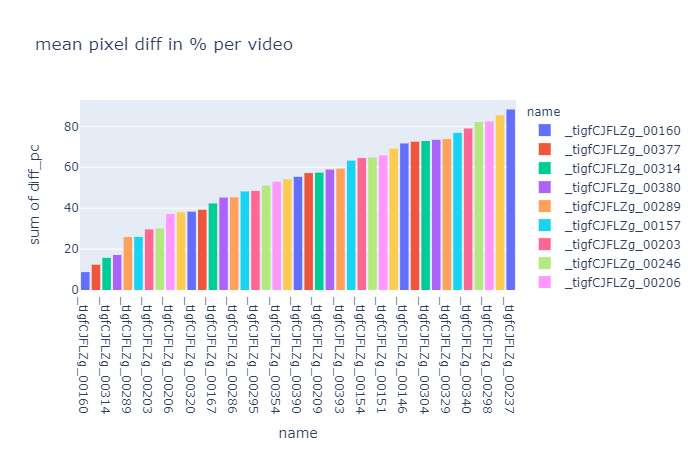 mean pixel diff in % per video
sum of diff_pc
80
60
40
20
0
_tigfCJFLZg_00160
_tigfCJFLZg_00314
_tigfCJFLZg_00289
_tigfCJFLZg_00203
_tigfCJFLZg_00206
_tigfCJFLZg_00320
_tigfCJFLZg_00167
_tigfCJFLZg_00286
_tigfCJFLZg_00295
_tigfCJFLZg_00354
_tigfCJFLZg_00390
_tigfCJFLZg_00209
_tigfCJFLZg_00393
_tigfCJFLZg_00154
_tigfCJFLZg_00151
_tigfCJFLZg_00146
_tigfCJFLZg_00304
_tigfCJFLZg_00329
_tigfCJFLZg_00340
_tigfCJFLZg_00298
_tigfCJFLZg_00237
name
name
_tigfCJFLZg_00160
_tigfCJFLZg_00377
_tigfCJFLZg_00314
_tigfCJFLZg_00380
_tigfCJFLZg_00289
_tigfCJFLZg_00157
_tigfCJFLZg_00203
_tigfCJFLZg_00246
_tigfCJFLZg_00206